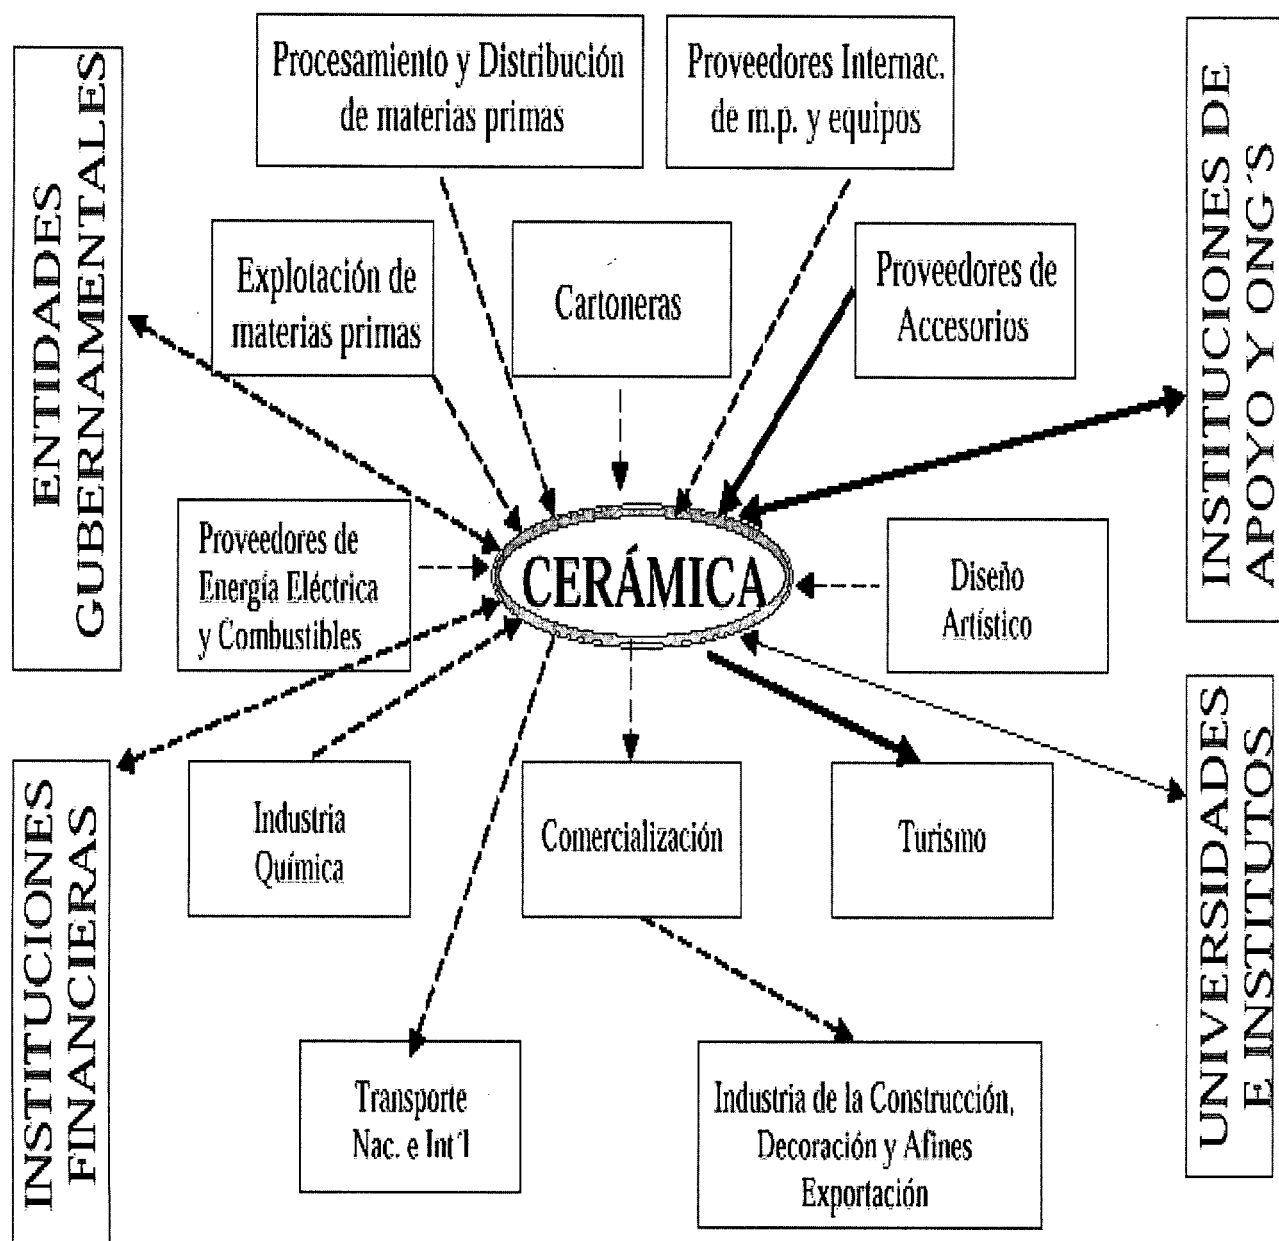 ENTIDADES
GUBERNAMENTALES
Procesamiento y Distribución
de materias primas
Proveedores Internac.
de m.p. y equipos
INSTITUCIONES DE
APOYO Y ONG´S
Explotación de
materias primas
Cartoneras
Proveedores de
Accesorios
Proveedores de
Energía Eléctrica
y Combustibles
CERÁMICA
Diseño
Artístico
INSTITUCIONES
FINANCIERAS
Industria
Química
Comercialización
Turismo
UNIVERSIDADES
E INSTITUTOS
Transporte
Nac. e Int´l
Industria de la Construcción,
Decoración y Afines
Exportación